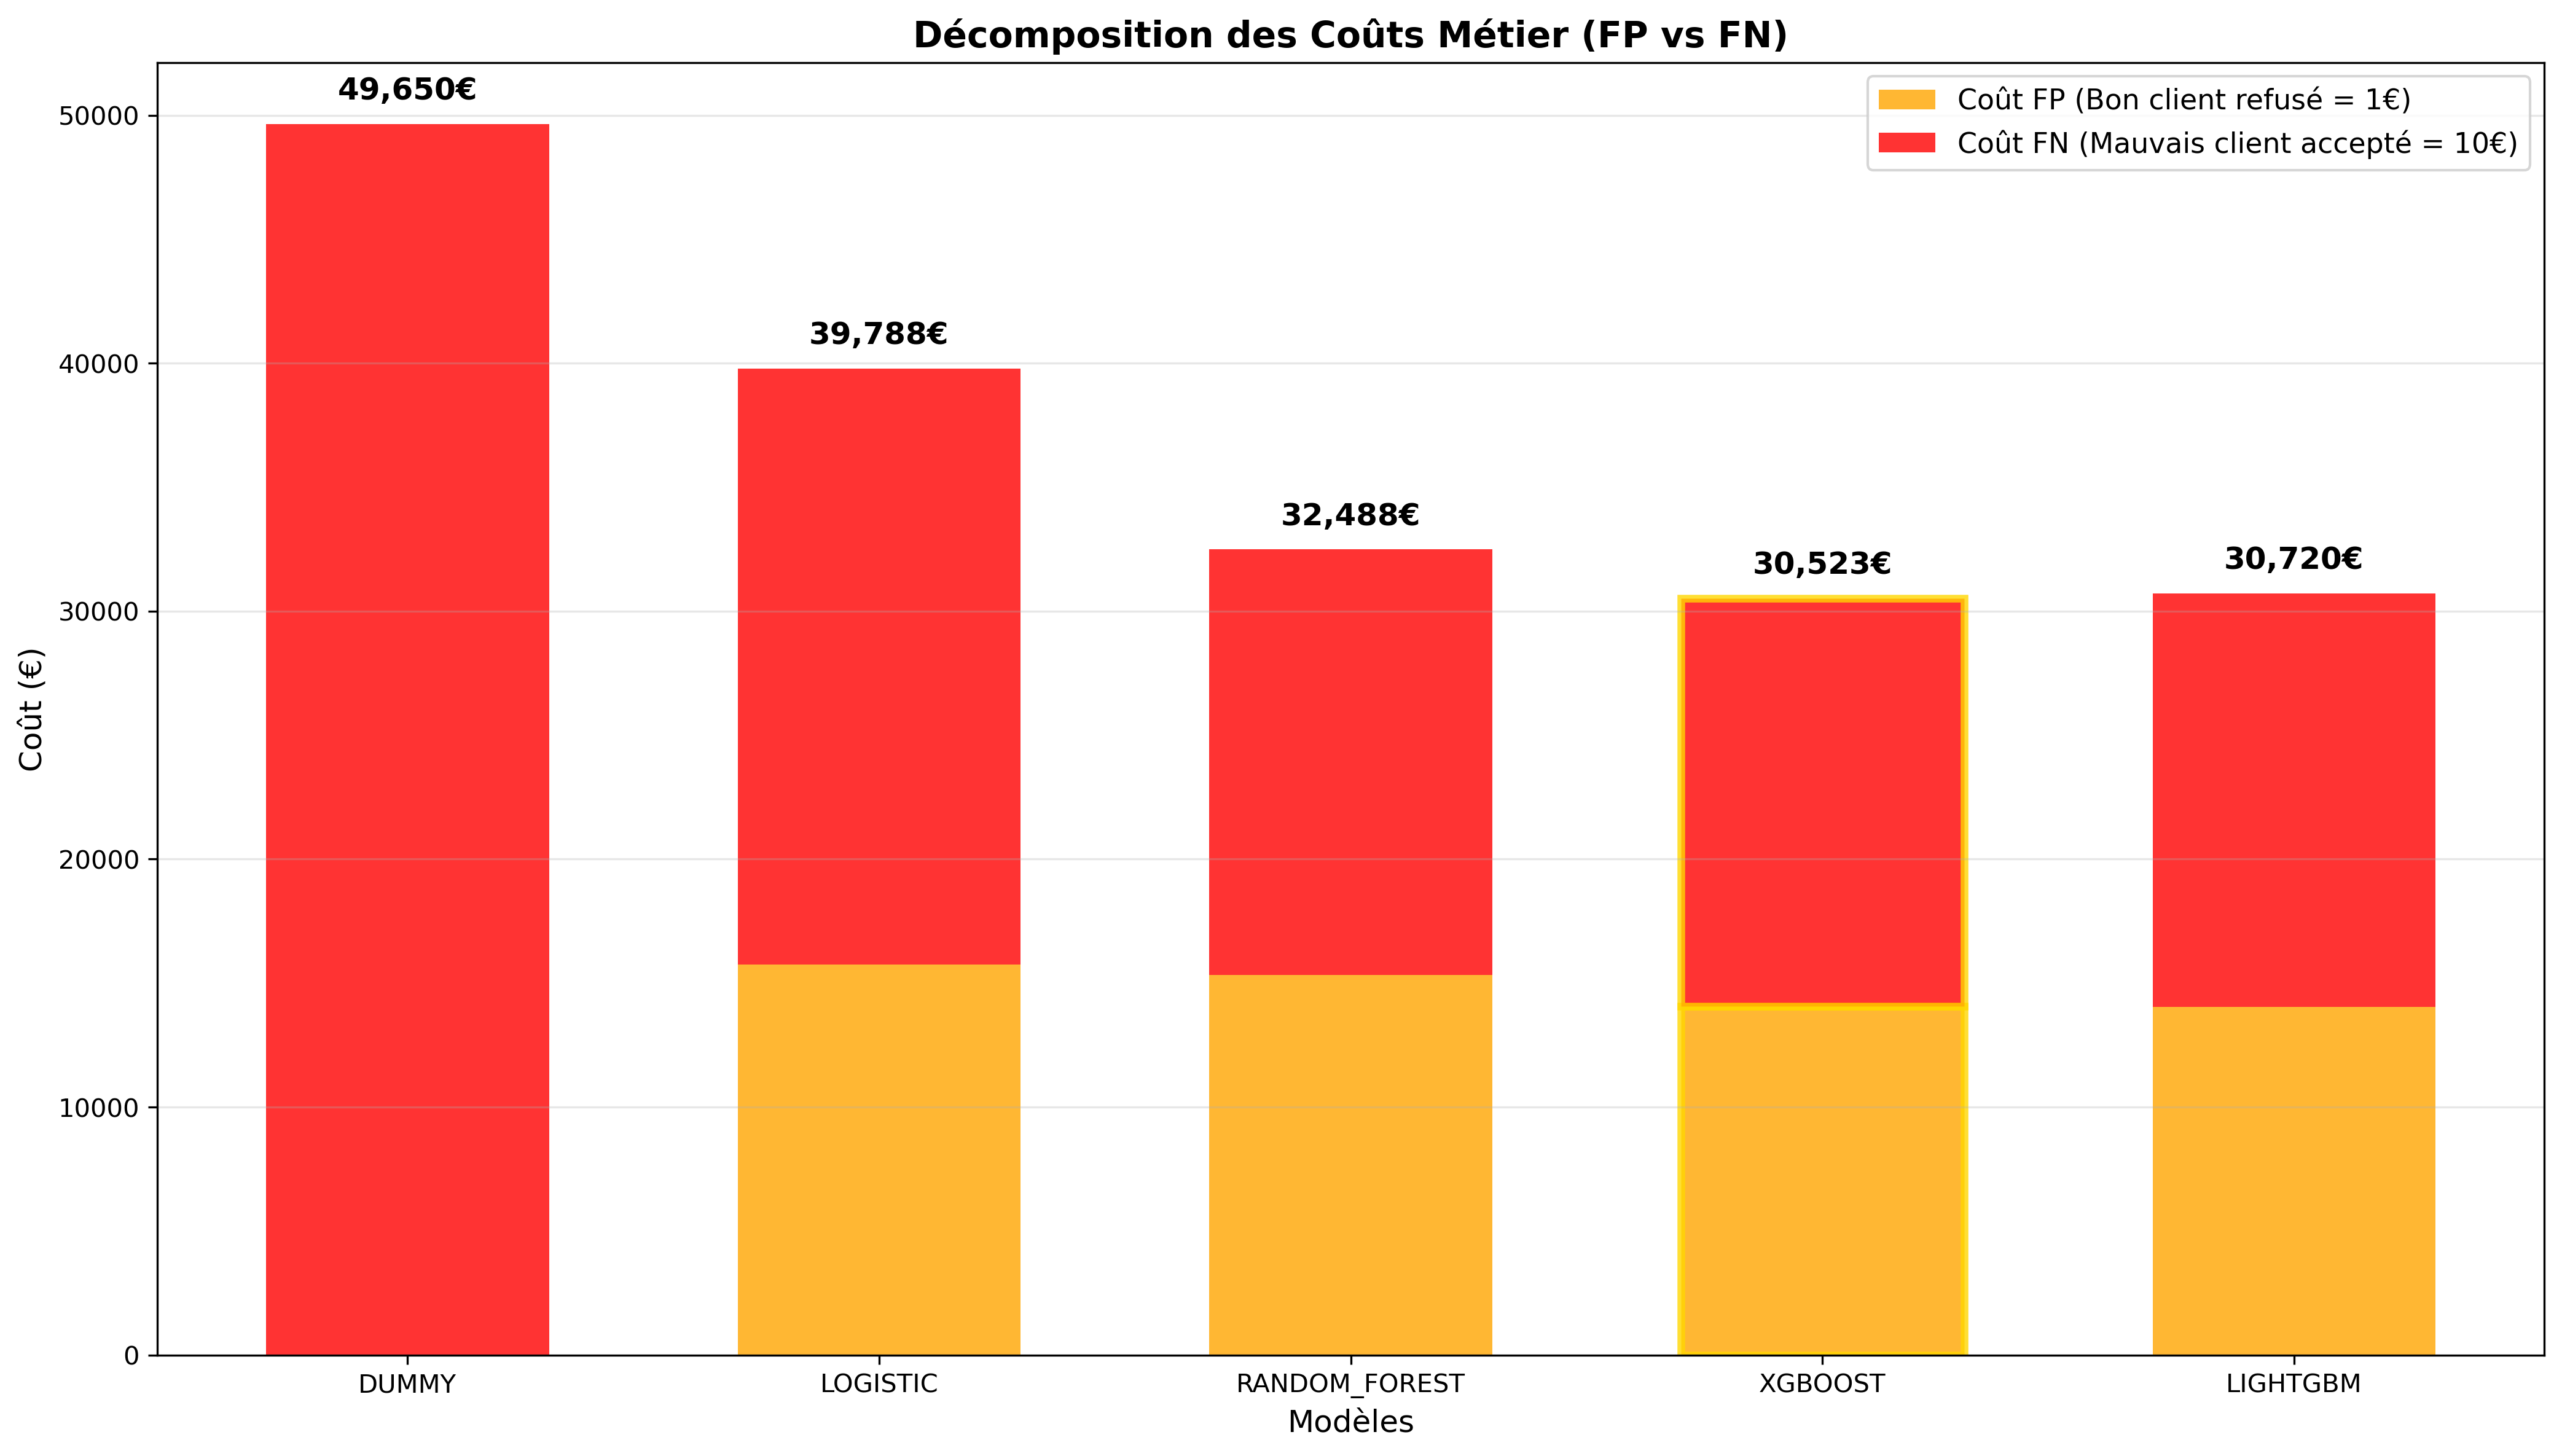 Décomposition des Coûts Métier (FP vs FN)
Coût FP (Bon client refusé = 1€)
Coût FN (Mauvais client accepté = 10€)
49,650€
39,788€
32,488€
30,523€
30,720€
Coût (€)
50000
40000
30000
20000
10000
0
DUMMY
LOGISTIC
RANDOM_FOREST
XGBOOST
LIGHTGBM
Modèles